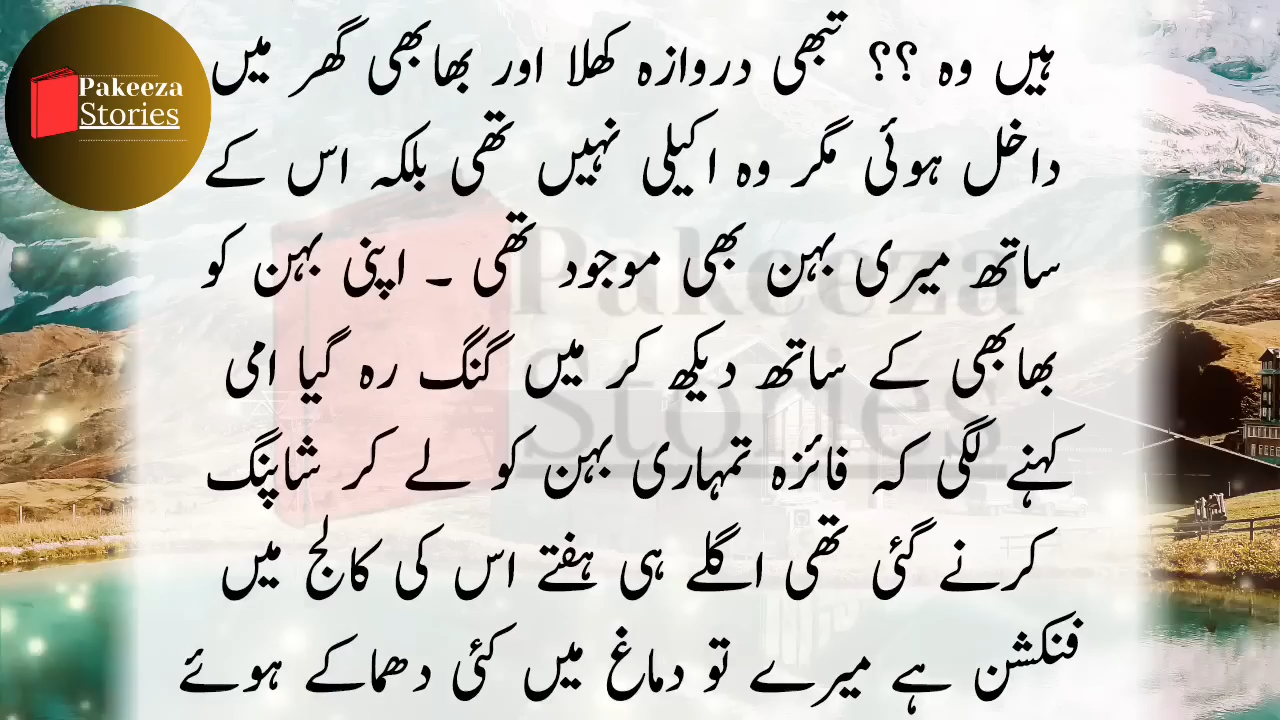 Pakeeza
Stories
ہیں وہ ؟؟ تبھی دروازہ کھلا اور بھابھی گھر میں
داخل ہوئی مگر وہ اکیلی نہیں تھی بلکہ اس کے
ساتھ میری بہن بھی موجود تھی ۔ اپنی بہن کو
بھابھی کے ساتھ دیکھ کر میں گنگ رہ گیا امی
کہنے لگی کہ فائزہ تمہاری بہن کو لے کر شاپنگ
کرنے گئی تھی اگلے ہی ہفتے اس کی کالج میں
فنکشن ہے میرے تو دماغ میں کئی دھماکے ہوئے
Pakeeza
Stories